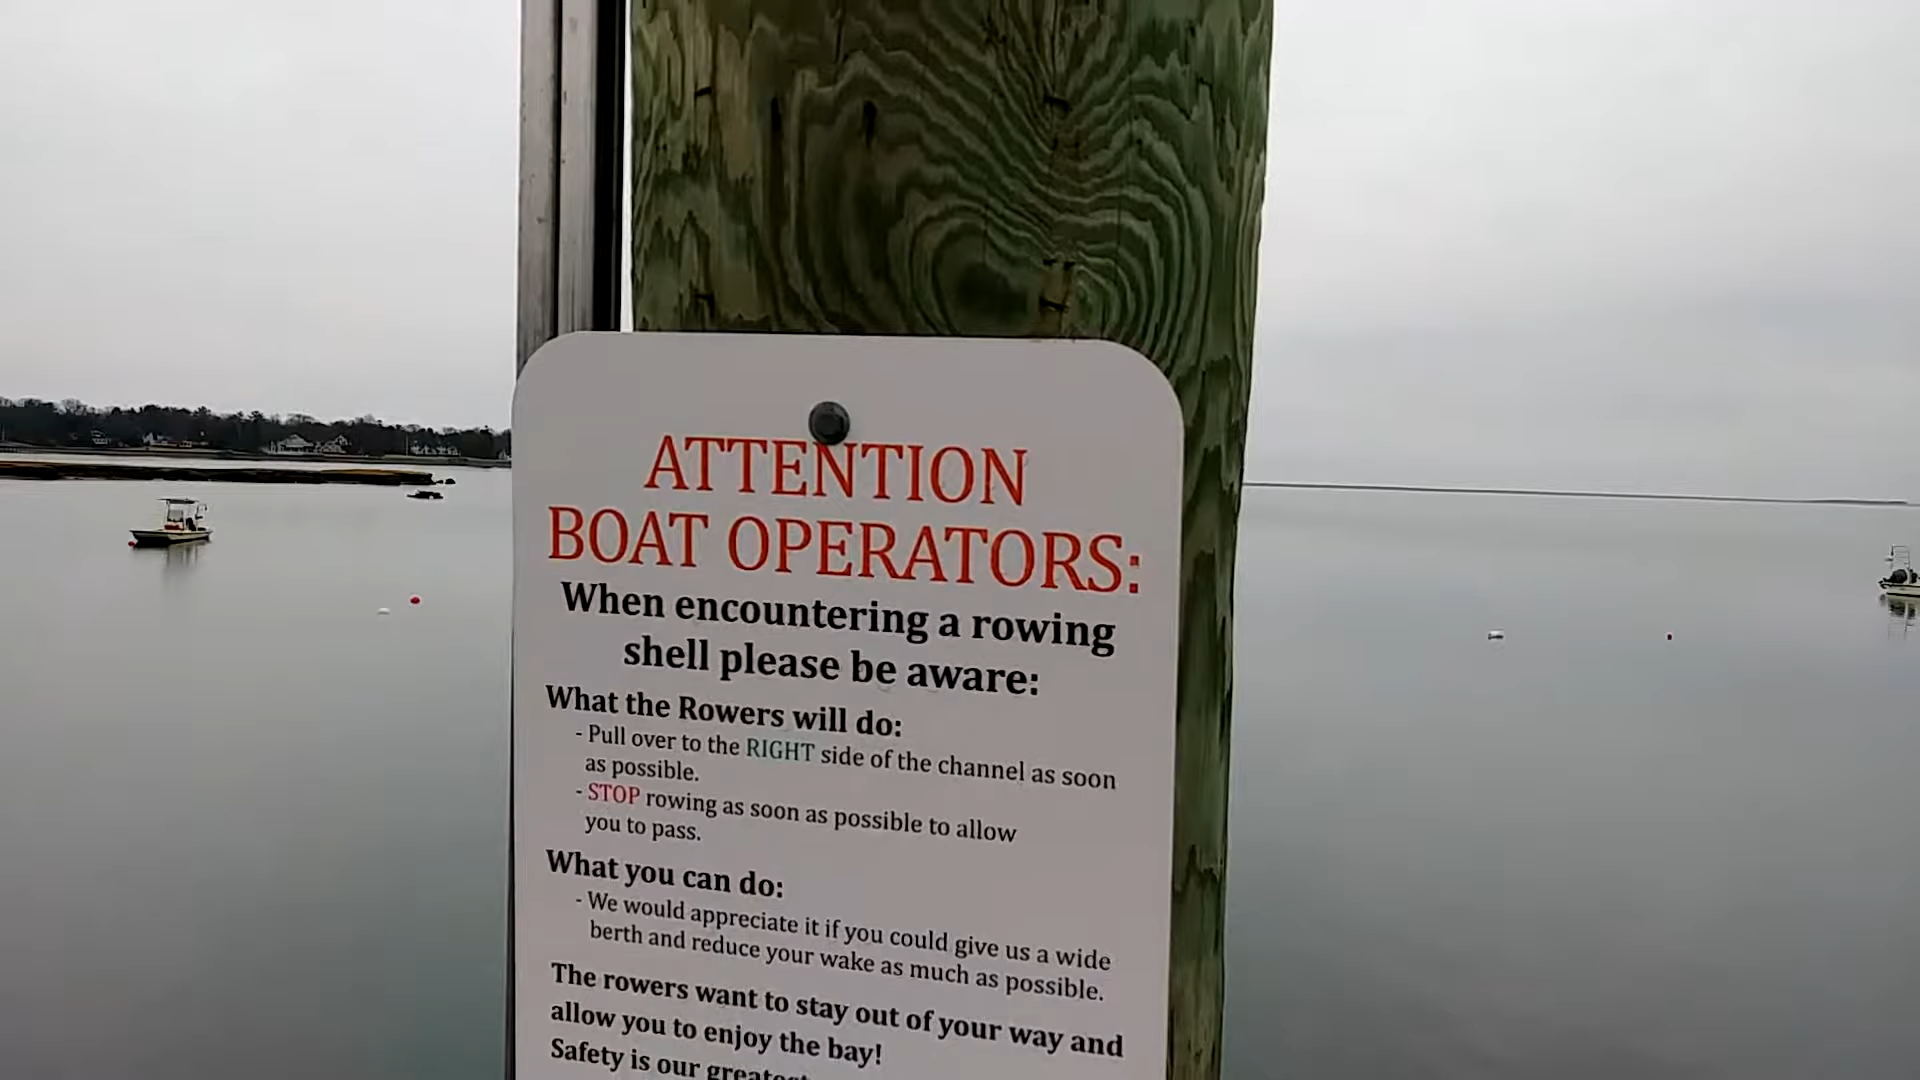 ATTENTION
BOAT OPERATORS:
When encountering a rowing
shell please be aware:
What the Rowers will do:
- Pull over to the RIGHT side of the channel as soon
as possible.
- STOP rowing as soon as possible to allow
you to pass.
What you can do:
- We would appreciate it if you could give us a wide
berth and reduce your wake as much as possible.
The rowers want to stay out of your way and
allow you to enjoy the bay!
Safety is our greatest